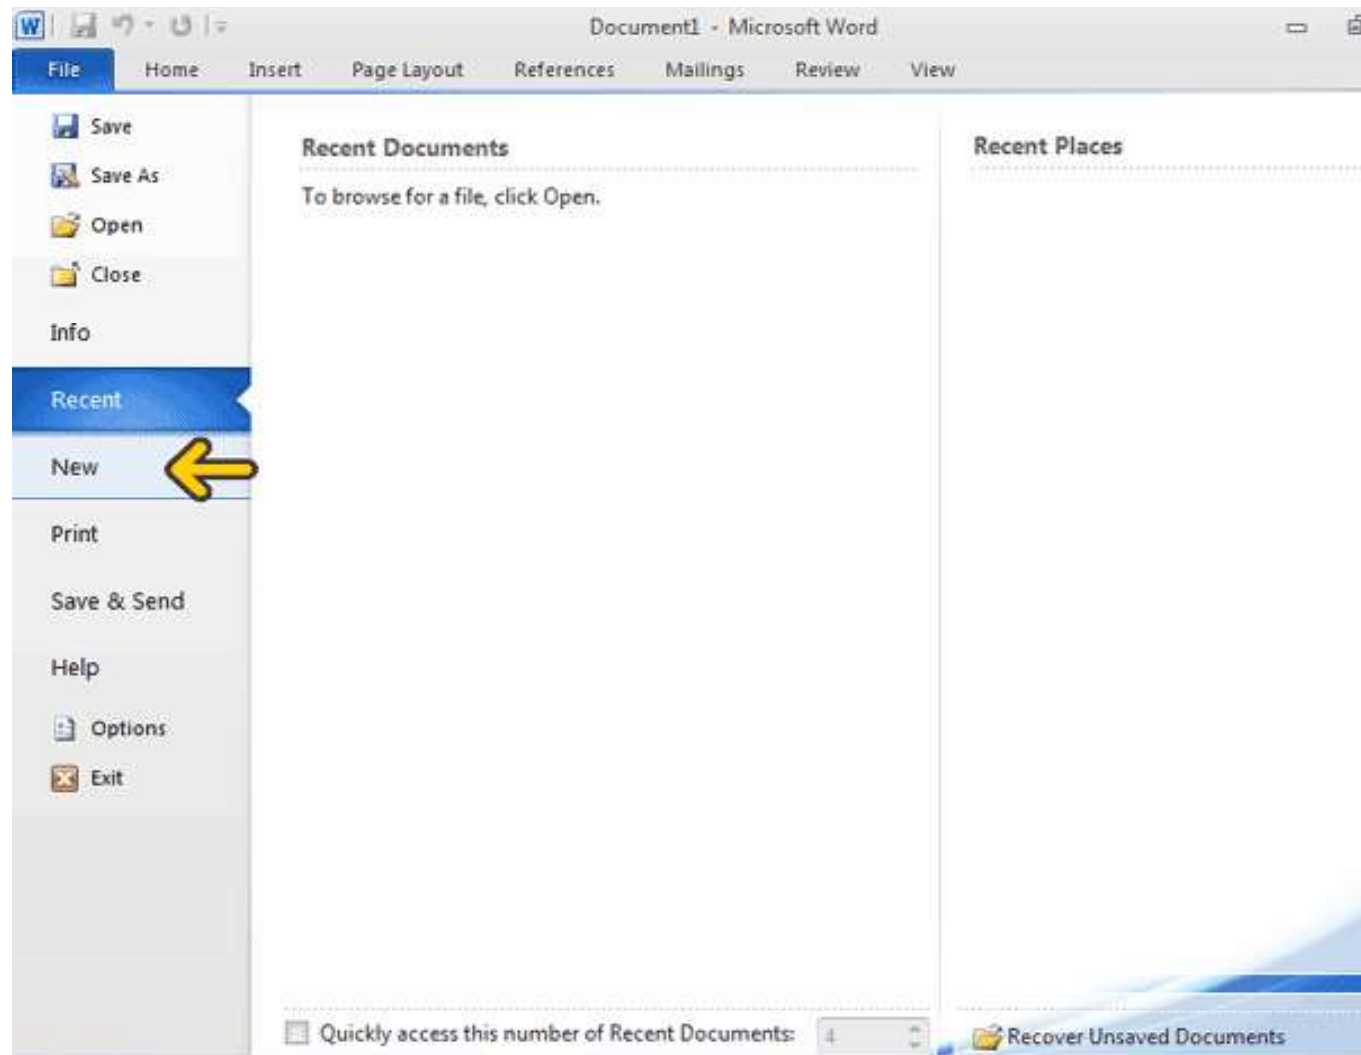 W
Document1 - Microsoft Word
File Home Insert Page Layout References Mailings Review View
Save
Save As
Open
Close
Info
Recent
New
Print
Save & Send
Help
Options
Exit
Recent Documents
To browse for a file, click Open.
Quickly access this number of Recent Documents: 4
Recent Places
Recover Unsaved Documents